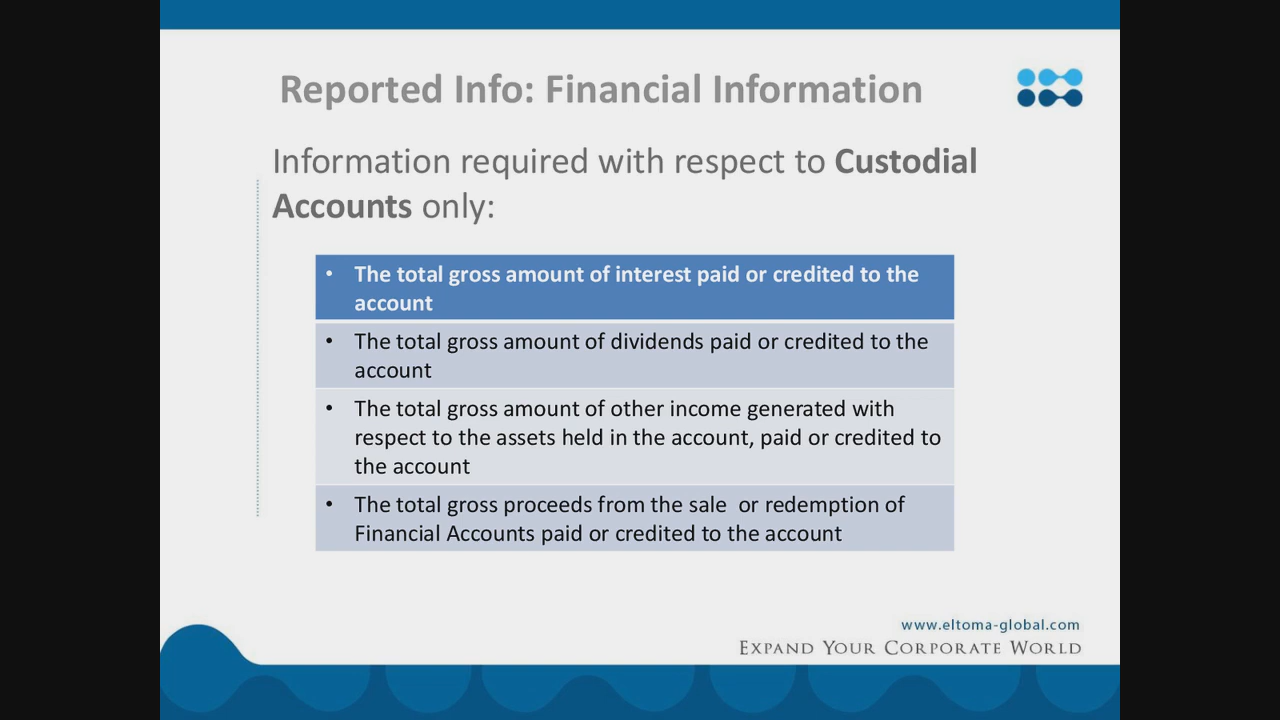 Reported Info: Financial Information
Information required with respect to Custodial
Accounts only:
• The total gross amount of interest paid or credited to the
account
• The total gross amount of dividends paid or credited to the
account
• The total gross amount of other income generated with
respect to the assets held in the account, paid or credited to
the account
• The total gross proceeds from the sale  or redemption of
Financial Accounts paid or credited to the account
www.eltoma-global.com
Expand Your Corporate World